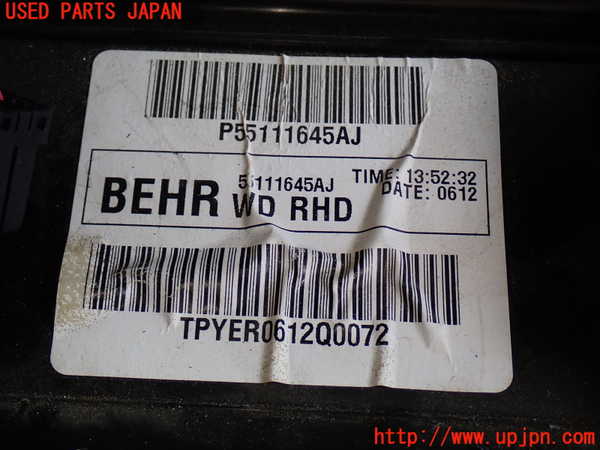 USED PARTS JAPAN
P55111645AJ
55111645AJ TIME: 13:52:32
BEHR WD RHD DATE: 0612
TPYER0612Q0072
http://www.upjpn.com/